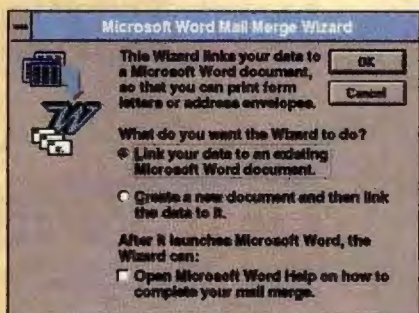 Microsoft Word Mail Merge Wizard
This Wizard links your data to
a Microsoft Word document,
so that you can print form
letters or address envelopes.
OK
Cancel
What do you want the Wizard to do?
Link your data to an existing
Microsoft Word document.
Create a new document and then link
the data to it.
After it launches Microsoft Word, the
Wizard can:
Open Microsoft Word Help on how to
complete your mail merge.